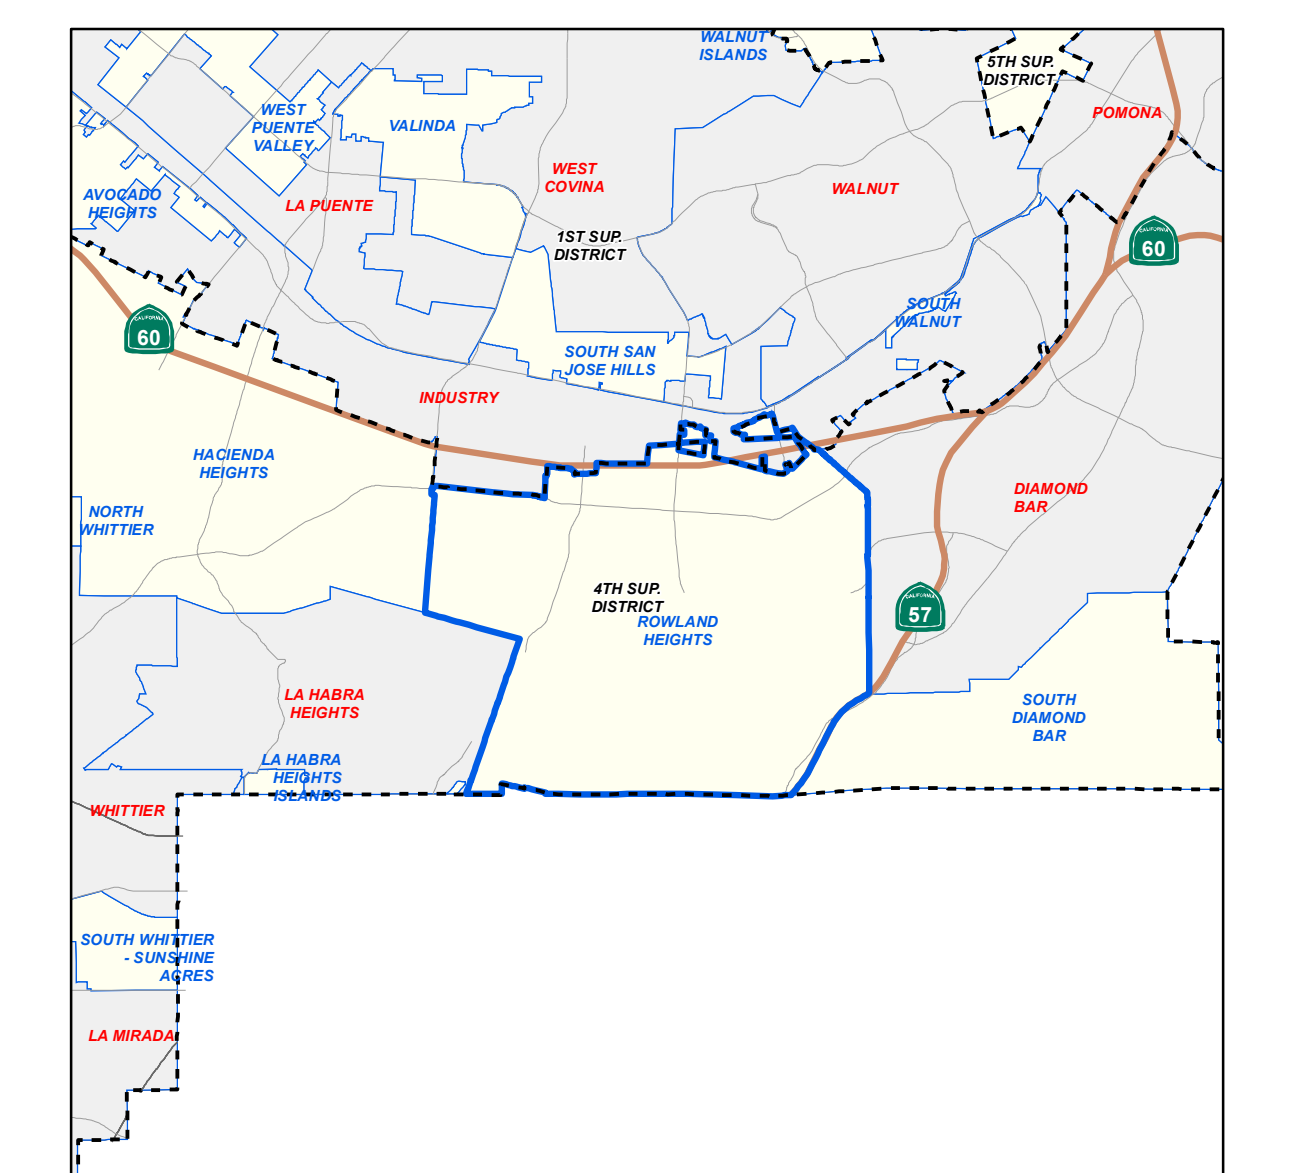 WALNUT
ISLANDS
5TH SUP.
DISTRICT
POMONA
WEST
PUENTE
VALLEY
VALINDA
WEST
COVINA
WALNUT
AVOCADO
HEIGHTS
LA PUENTE
1ST SUP.
DISTRICT
CALIFORNIA
60
SOUTH
WALNUT
CALIFORNIA
60
SOUTH SAN
JOSE HILLS
INDUSTRY
HACIENDA
HEIGHTS
DIAMOND
BAR
NORTH
WHITTIER
4TH SUP.
DISTRICT
ROWLAND
HEIGHTS
CALIFORNIA
57
LA HABRA
HEIGHTS
SOUTH
DIAMOND
BAR
LA HABRA
HEIGHTS
ISLANDS
WHITTIER
SOUTH WHITTIER
- SUNSHINE
ACRES
LA MIRADA